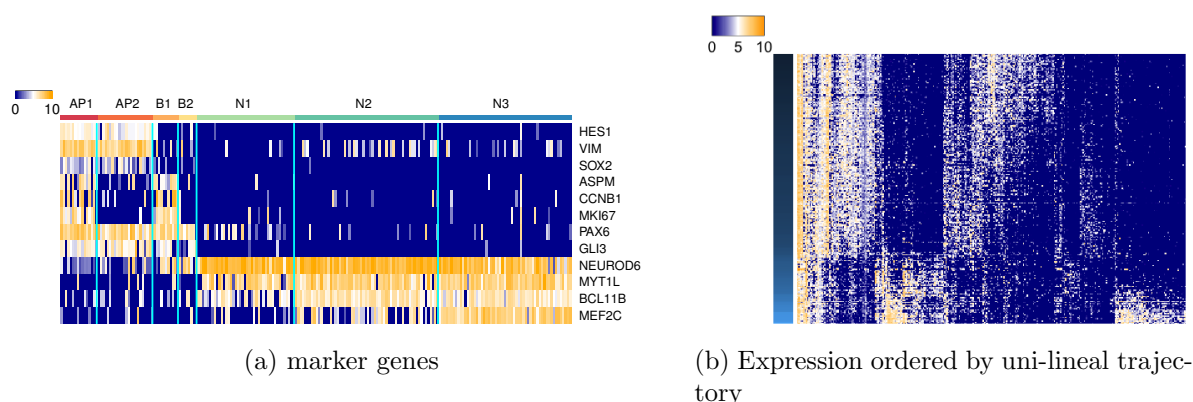 0 5 10
0 10
AP1 AP2 B1 B2 N1 N2 N3
HES1
VIM
SOX2
ASPM
CCNB1
MKI67
PAX6
GLI3
NEUROD6
MYT1L
BCL11B
MEF2C
(a) marker genes
(b) Expression ordered by uni-lineal trajec-
tory